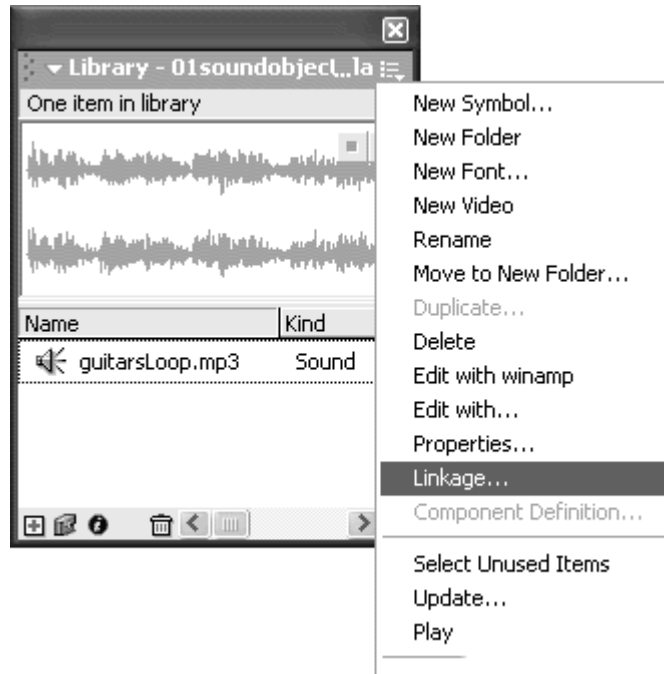 Library - 01soundobject...la
One item in library
Name Kind
guitarsLoop.mp3 Sound
New Symbol...
New Folder
New Font...
New Video
Rename
Move to New Folder...
Duplicate...
Delete
Edit with winamp
Edit with...
Properties...
Linkage...
Component Definition...
Select Unused Items
Update...
Play